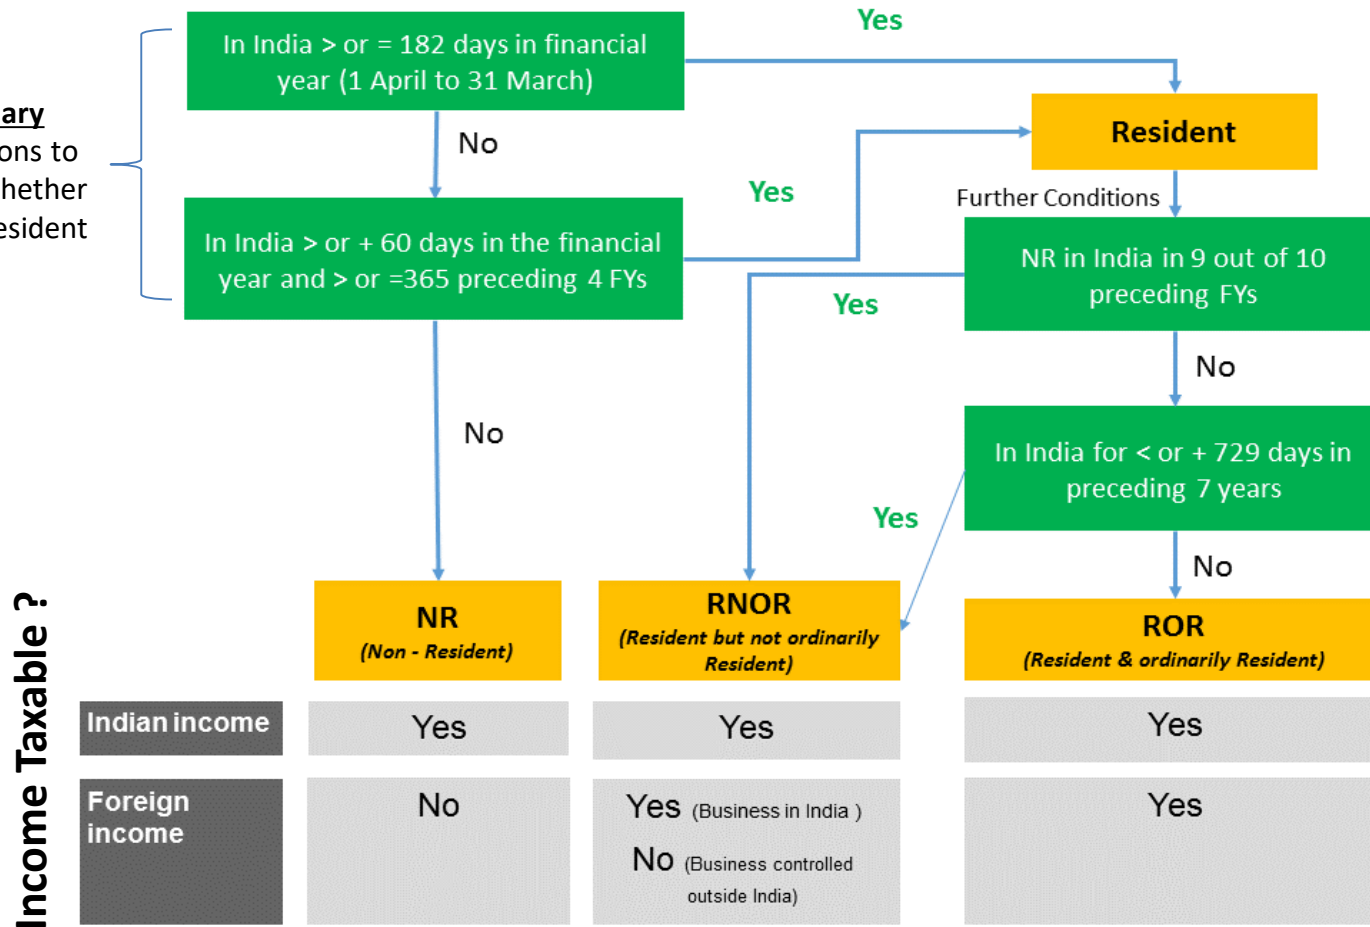 Yes
In India > or = 182 days in financial
year (1 April to 31 March)
No
Resident
Yes
Further Conditions
In India > or + 60 days in the financial
year and > or =365 preceding 4 FYs
NR in India in 9 out of 10
preceding FYs
Yes
No
No
In India for < or + 729 days in
preceding 7 years
Yes
No
ary
ons to
hether
esident
NR
(Non - Resident)
RNOR
(Resident but not ordinarily
Resident)
ROR
(Resident & ordinarily Resident)
Income Taxable ?
Indian income
Yes
Yes
Yes
Foreign
income
No
Yes (Business in India )
No (Business controlled
outside India)
Yes